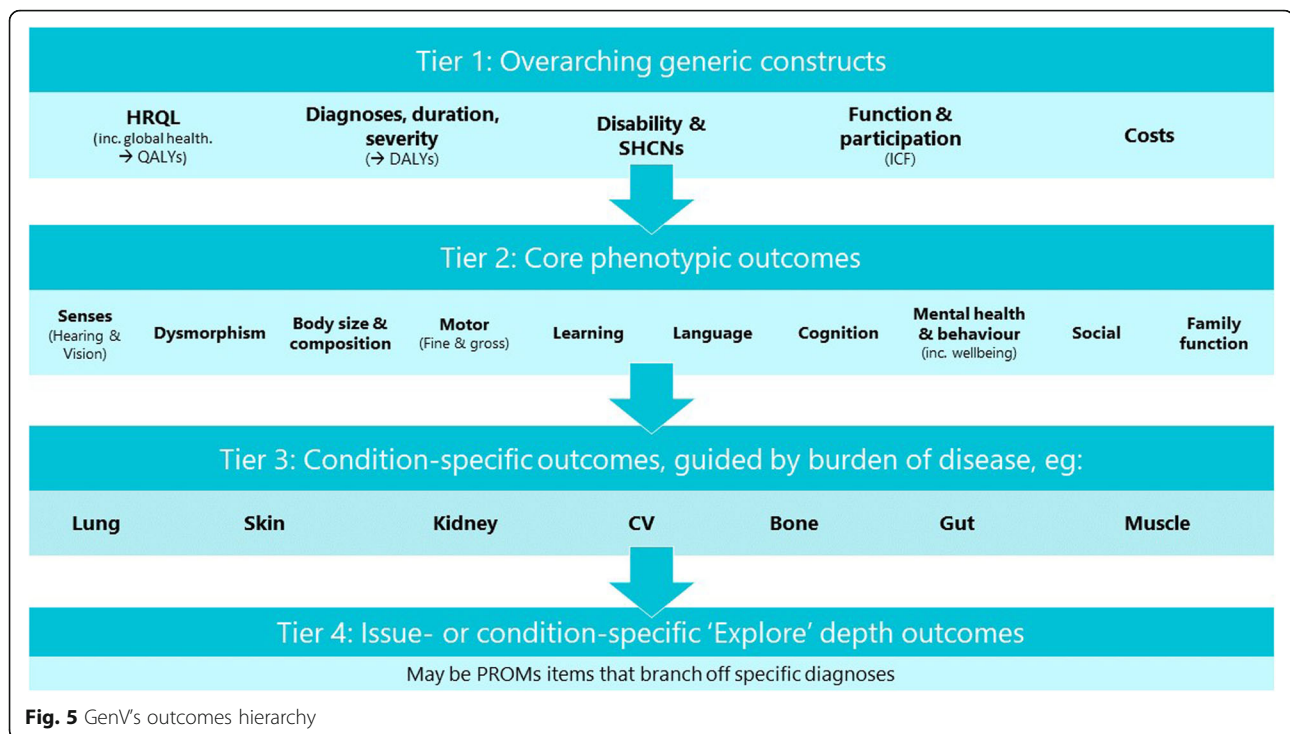 Tier 1: Overarching generic constructs
HRQL
(inc. global health.
→ QALYs)
Diagnoses, duration,
severity
(→ DALYs)
Disability &
SHCNs
Function &
participation
(ICF)
Costs
Tier 2: Core phenotypic outcomes
Senses
(Hearing &
Vision)
Dysmorphism
Body size &
composition
Motor
(Fine & gross)
Learning
Language
Cognition
Mental health
& behaviour
(inc. wellbeing)
Social
Family
function
Tier 3: Condition-specific outcomes, guided by burden of disease, eg:
Lung
Skin
Kidney
CV
Bone
Gut
Muscle
Tier 4: Issue- or condition-specific ‘Explore’ depth outcomes
May be PROMs items that branch off specific diagnoses
Fig. 5 GenV's outcomes hierarchy